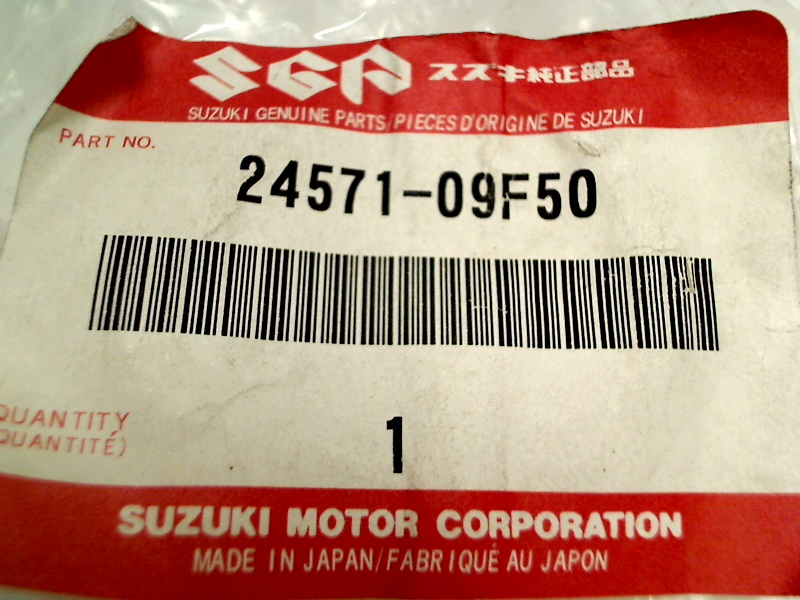 SGP スズキ純正部品
SUZUKI GENUINE PARTS/PIECES D'ORIGINE DE SUZUKI
PART NO.
24571-09F50
QUANTITY
QUANTITÉ)
1
SUZUKI MOTOR CORPORATION
MADE IN JAPAN/FABRIQUÉ AU JAPON